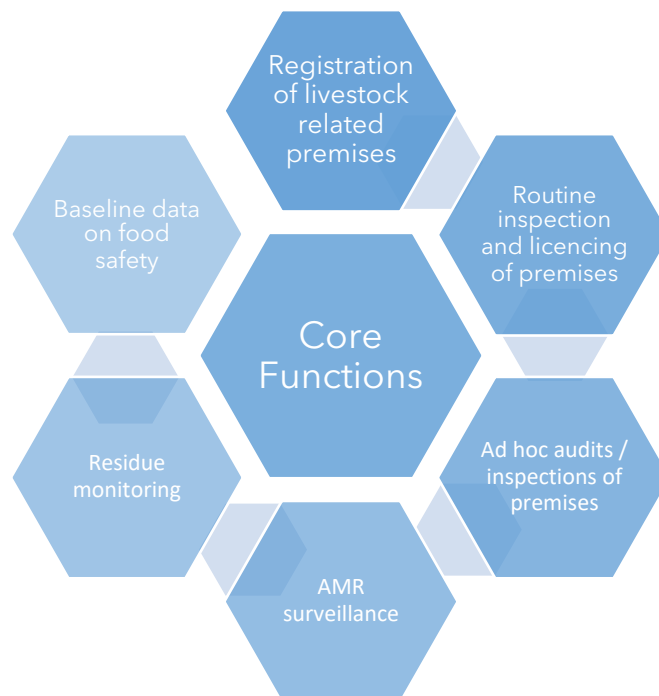 Registration
of livestock
related
premises
Routine
inspection
and licencing
of premises
Ad hoc audits /
inspections of
premises
AMR
surveillance
Residue
monitoring
Baseline data
on food
safety
Core
Functions